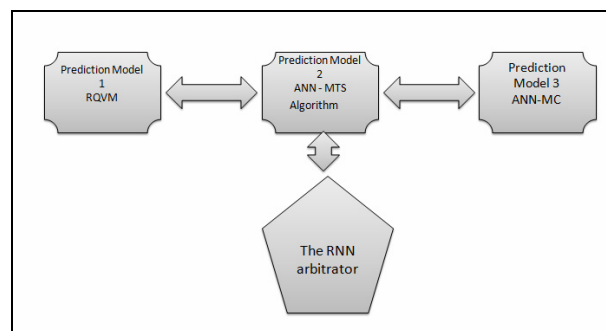 Prediction Model
1
RQVM
Prediction Model
2
ANN - MTS
Algorithm
Prediction
Model 3
ANN-MC
The RNN
arbitrator